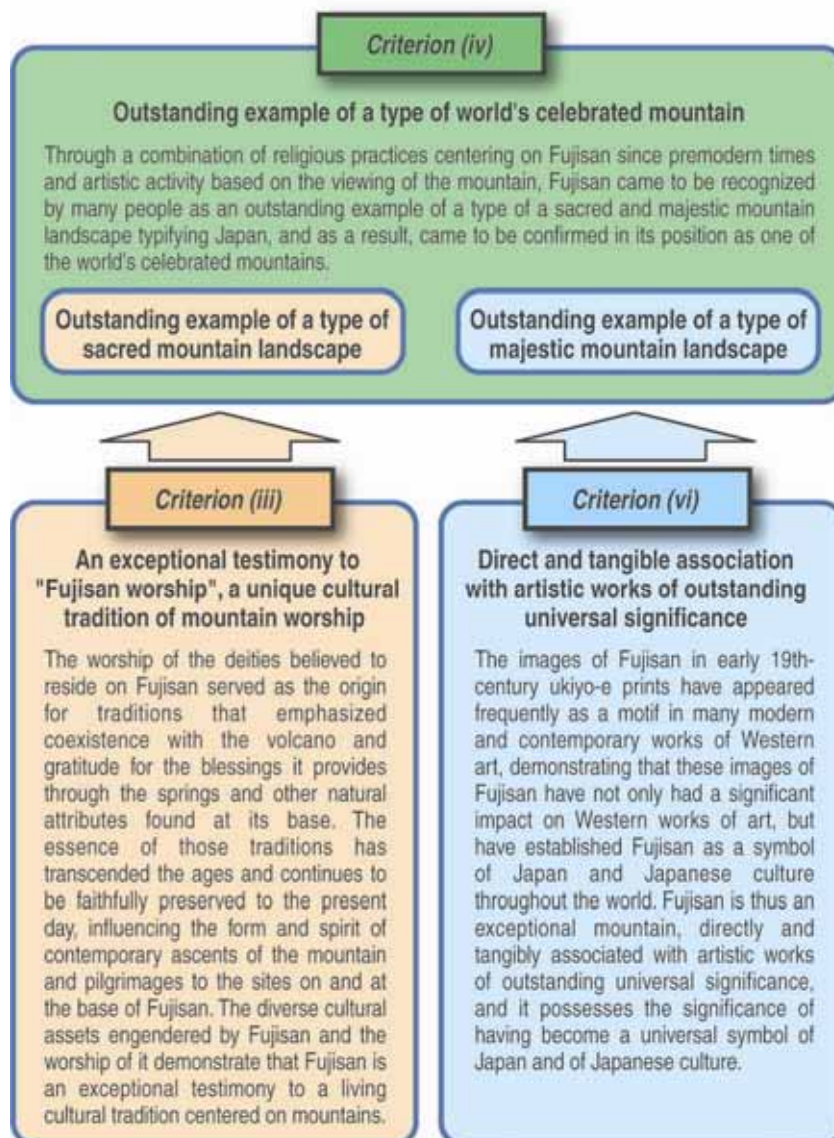 Criterion (iv)
Outstanding example of a type of world's celebrated mountain
Through a combination of religious practices centering on Fujisan since premodern times
and artistic activity based on the viewing of the mountain, Fujisan came to be recognized
by many people as an outstanding example of a type of a sacred and majestic mountain
landscape typifying Japan, and as a result, came to be confirmed in its position as one of
the world's celebrated mountains.
Outstanding example of a type of
sacred mountain landscape
Outstanding example of a type of
majestic mountain landscape
Criterion (iii)
An exceptional testimony to
"Fujisan worship", a unique cultural
tradition of mountain worship
The worship of the deities believed to
reside on Fujisan served as the origin
for traditions that emphasized
coexistence with the volcano and
gratitude for the blessings it provides
through the springs and other natural
attributes found at its base. The
essence of those traditions has
transcended the ages and continues to
be faithfully preserved to the present
day, influencing the form and spirit of
contemporary ascents of the mountain
and pilgrimages to the sites on and at
the base of Fujisan. The diverse cultural
assets engendered by Fujisan and the
worship of it demonstrate that Fujisan is
an exceptional testimony to a living
cultural tradition centered on mountains.
Criterion (vi)
Direct and tangible association
with artistic works of outstanding
universal significance
The images of Fujisan in early 19th-
century ukiyo-e prints have appeared
frequently as a motif in many modern
and contemporary works of Western
art, demonstrating that these images of
Fujisan have not only had a significant
impact on Western works of art, but
have established Fujisan as a symbol
of Japan and Japanese culture
throughout the world. Fujisan is thus an
exceptional mountain, directly and
tangibly associated with artistic works
of outstanding universal significance,
and it possesses the significance of
having become a universal symbol of
Japan and of Japanese culture.